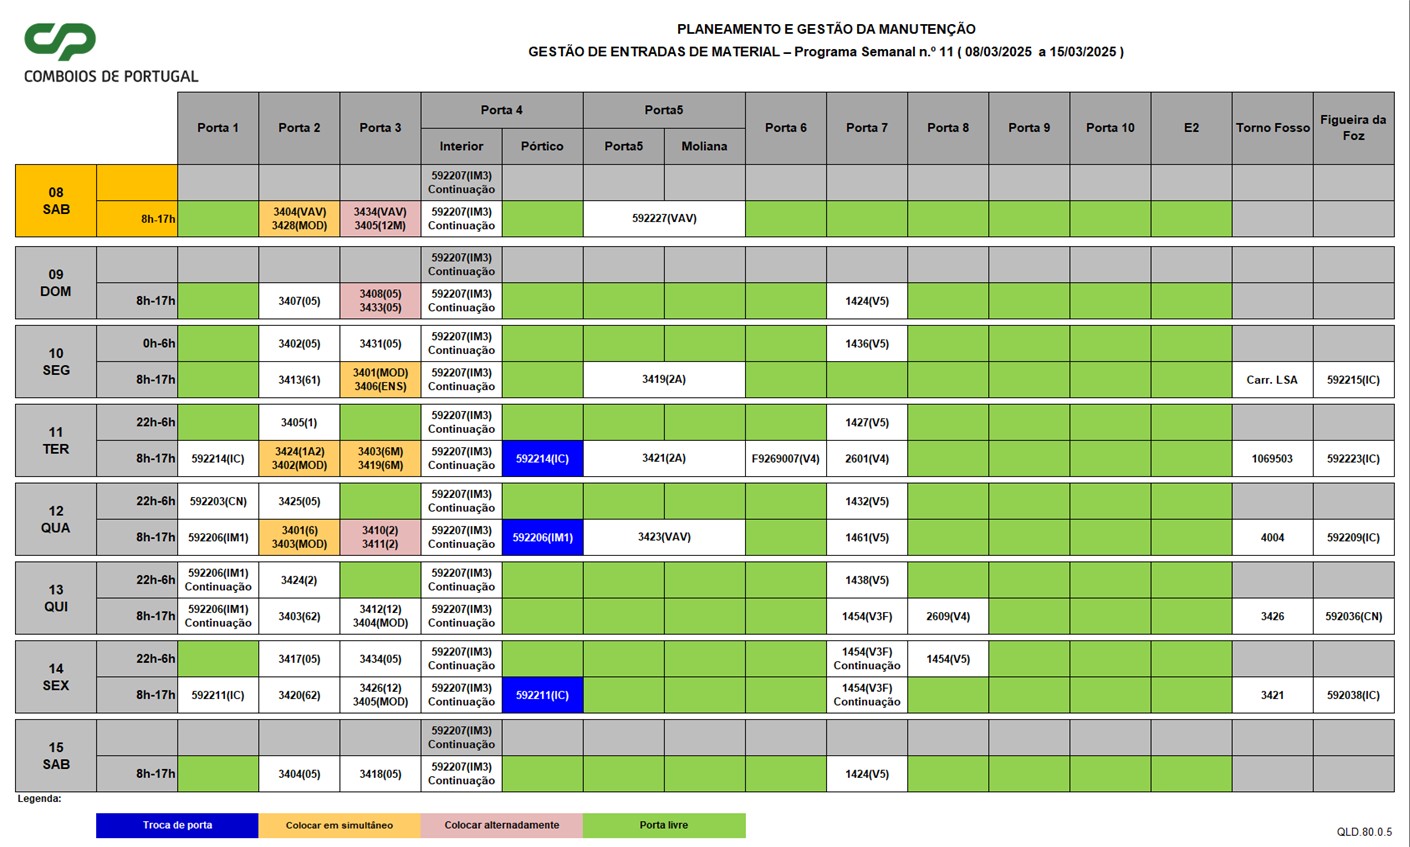 PLANEAMENTO E GESTÃO DA MANUTENÇÃO
GESTÃO DE ENTRADAS DE MATERIAL – Programa Semanal n.º 11 ( 08/03/2025 a 15/03/2025 )
CP
COMBOIOS DE PORTUGAL
Porta 1 Porta 2 Porta 3 Porta 4 Porta5 Porta 6 Porta 7 Porta 8 Porta 9 Porta 10 E2 Torno Fosso Figueira da Foz
Interior Pórtico Porta5 Moliana
08 SAB
592207(IM3) Continuação
8h-17h 3404(VAV) 3428(MOD) 3434(VAV) 3405(12M) 592207(IM3) Continuação 592227(VAV)
09 DOM
592207(IM3) Continuação
8h-17h 3407(05) 3408(05) 3433(05) 592207(IM3) Continuação 1424(V5)
10 SEG
0h-6h 3402(05) 3431(05) 592207(IM3) Continuação 1436(V5)
8h-17h 3413(61) 3401(MOD) 3406(ENS) 592207(IM3) Continuação 3419(2A) Carr. LSA 592215(IC)
11 TER
22h-6h 3405(1) 592207(IM3) Continuação 1427(V5)
8h-17h 592214(IC) 3424(1A2) 3402(MOD) 3403(6M) 3419(6M) 592207(IM3) Continuação 592214(IC) 3421(2A) F9269007(V4) 2601(V4) 1069503 592223(IC)
12 QUA
22h-6h 592203(CN) 3425(05) 592207(IM3) Continuação 1432(V5)
8h-17h 592206(IM1) 3401(6) 3403(MOD) 3410(2) 3411(2) 592207(IM3) Continuação 592206(IM1) 3423(VAV) 1461(V5) 4004 592209(IC)
13 QUI
22h-6h 592206(IM1) Continuação 3424(2) 592207(IM3) Continuação 1438(V5)
8h-17h 592206(IM1) Continuação 3403(62) 3412(12) 3404(MOD) 592207(IM3) Continuação 1454(V3F) 2609(V4) 3426 592036(CN)
14 SEX
22h-6h 3417(05) 3434(05) 592207(IM3) Continuação 1454(V3F) Continuação 1454(V5)
8h-17h 592211(IC) 3420(62) 3426(12) 3405(MOD) 592207(IM3) Continuação 592211(IC) 1454(V3F) Continuação 3421 592038(IC)
15 SAB
592207(IM3) Continuação
8h-17h 3404(05) 3418(05) 592207(IM3) Continuação 1424(V5)
Legenda:
Troca de porta Colocar em simultáneo Colocar alternadamente Porta livre
QLD.80.0.5